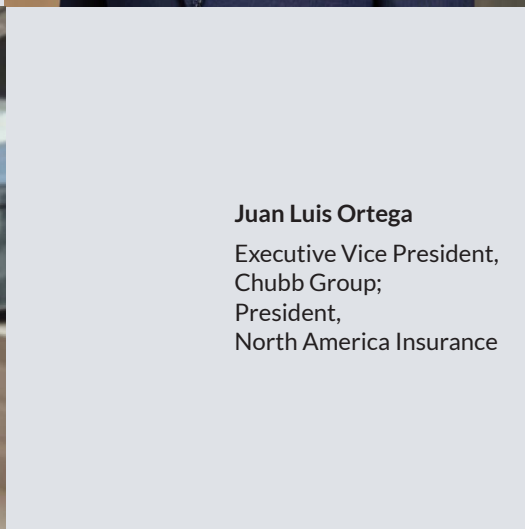 Juan Luis Ortega
Executive Vice President,
Chubb Group;
President,
North America Insurance